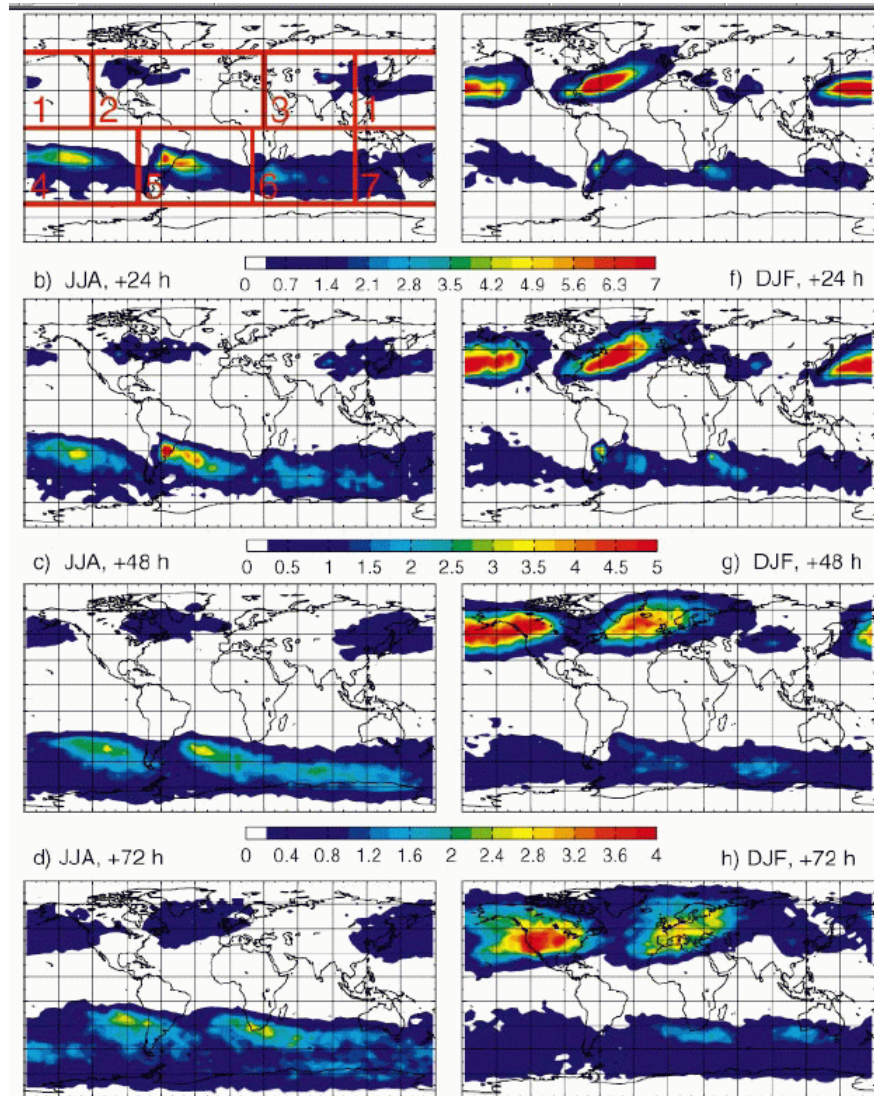 1 2 3 1
4 5 6 7
0 0.7 1.4 2.1 2.8 3.5 4.2 4.9 5.6 6.3 7
b) JJA, +24 h
f) DJF, +24 h
0 0.5 1 1.5 2 2.5 3 3.5 4 4.5 5
c) JJA, +48 h
g) DJF, +48 h
0 0.4 0.8 1.2 1.6 2 2.4 2.8 3.2 3.6 4
d) JJA, +72 h
h) DJF, +72 h